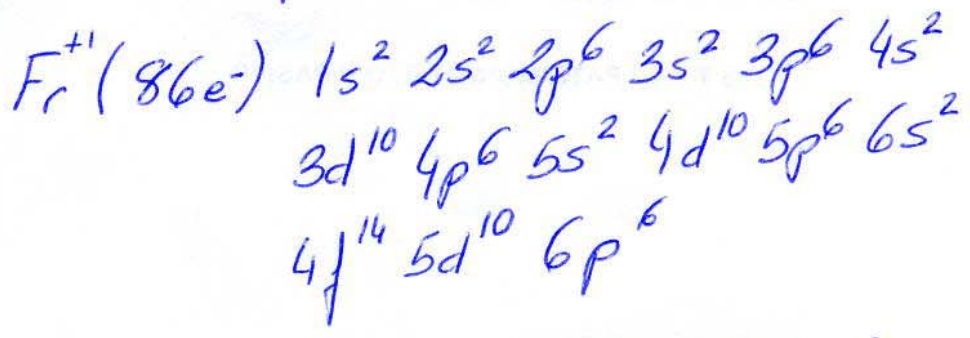 Fr⁺¹ (86e⁻) 1s² 2s² 2p⁶ 3s² 3p⁶ 4s²
3d¹⁰ 4p⁶ 5s² 4d¹⁰ 5p⁶ 6s²
4f¹⁴ 5d¹⁰ 6p⁶